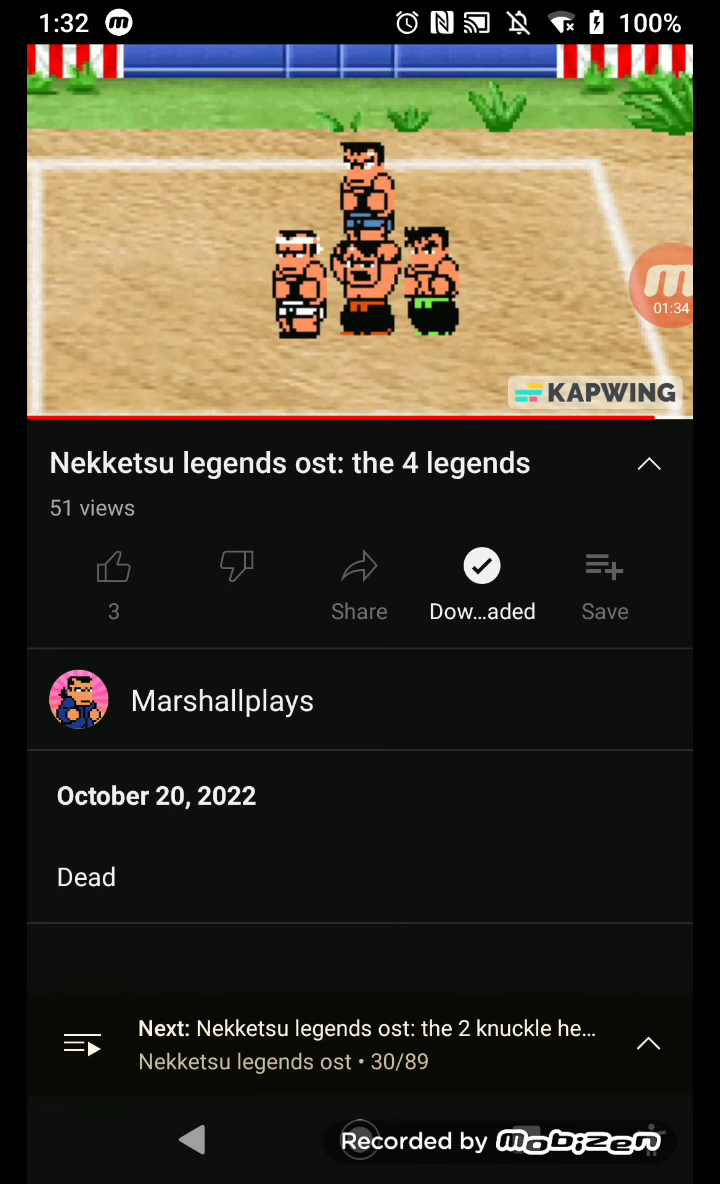 1:32 m 100%
m
01:34
KAPWING
Nekketsu legends ost: the 4 legends
51 views
3 Share Dow...aded Save
Marshallplays
October 20, 2022
Dead
Next: Nekketsu legends ost: the 2 knuckle he...
Nekketsu legends ost • 30/89
Recorded by mobizen